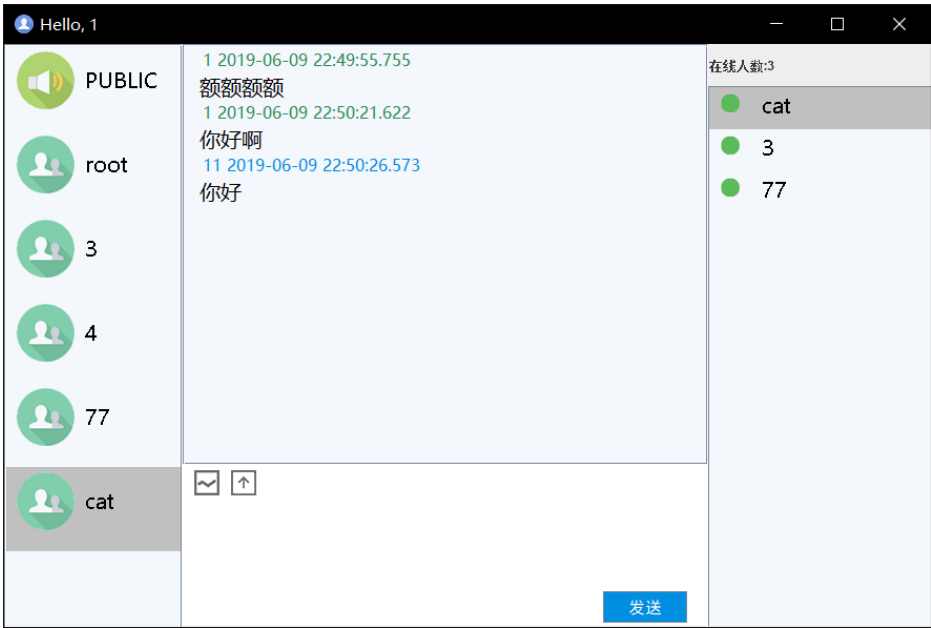 Hello, 1
PUBLIC
root
3
4
77
cat
1 2019-06-09 22:49:55.755
额额额额
1 2019-06-09 22:50:21.622
你好啊
11 2019-06-09 22:50:26.573
你好
发送
在线人数:3
cat
3
77